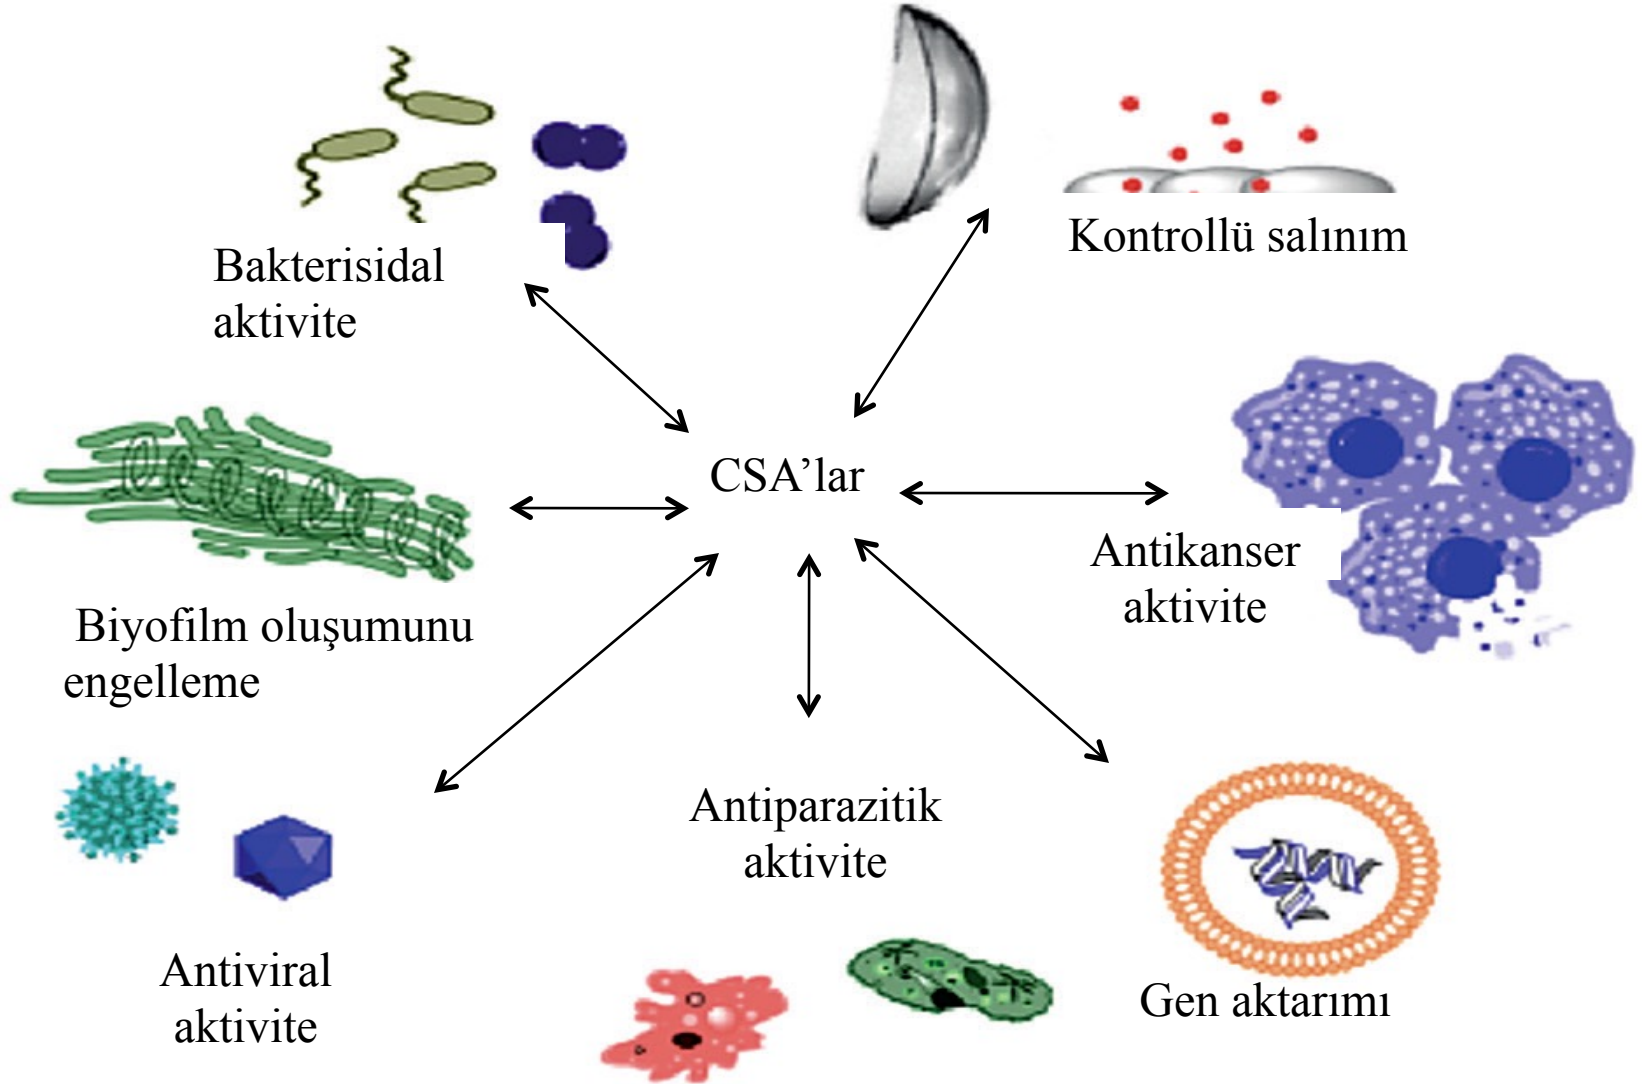 Kontrollü salınım
Bakterisidal
aktivite
CSA’lar
Antikanser
aktivite
Biyofilm oluşumunu
engelleme
Antiparazitik
aktivite
Antiviral
aktivite
Gen aktarımı